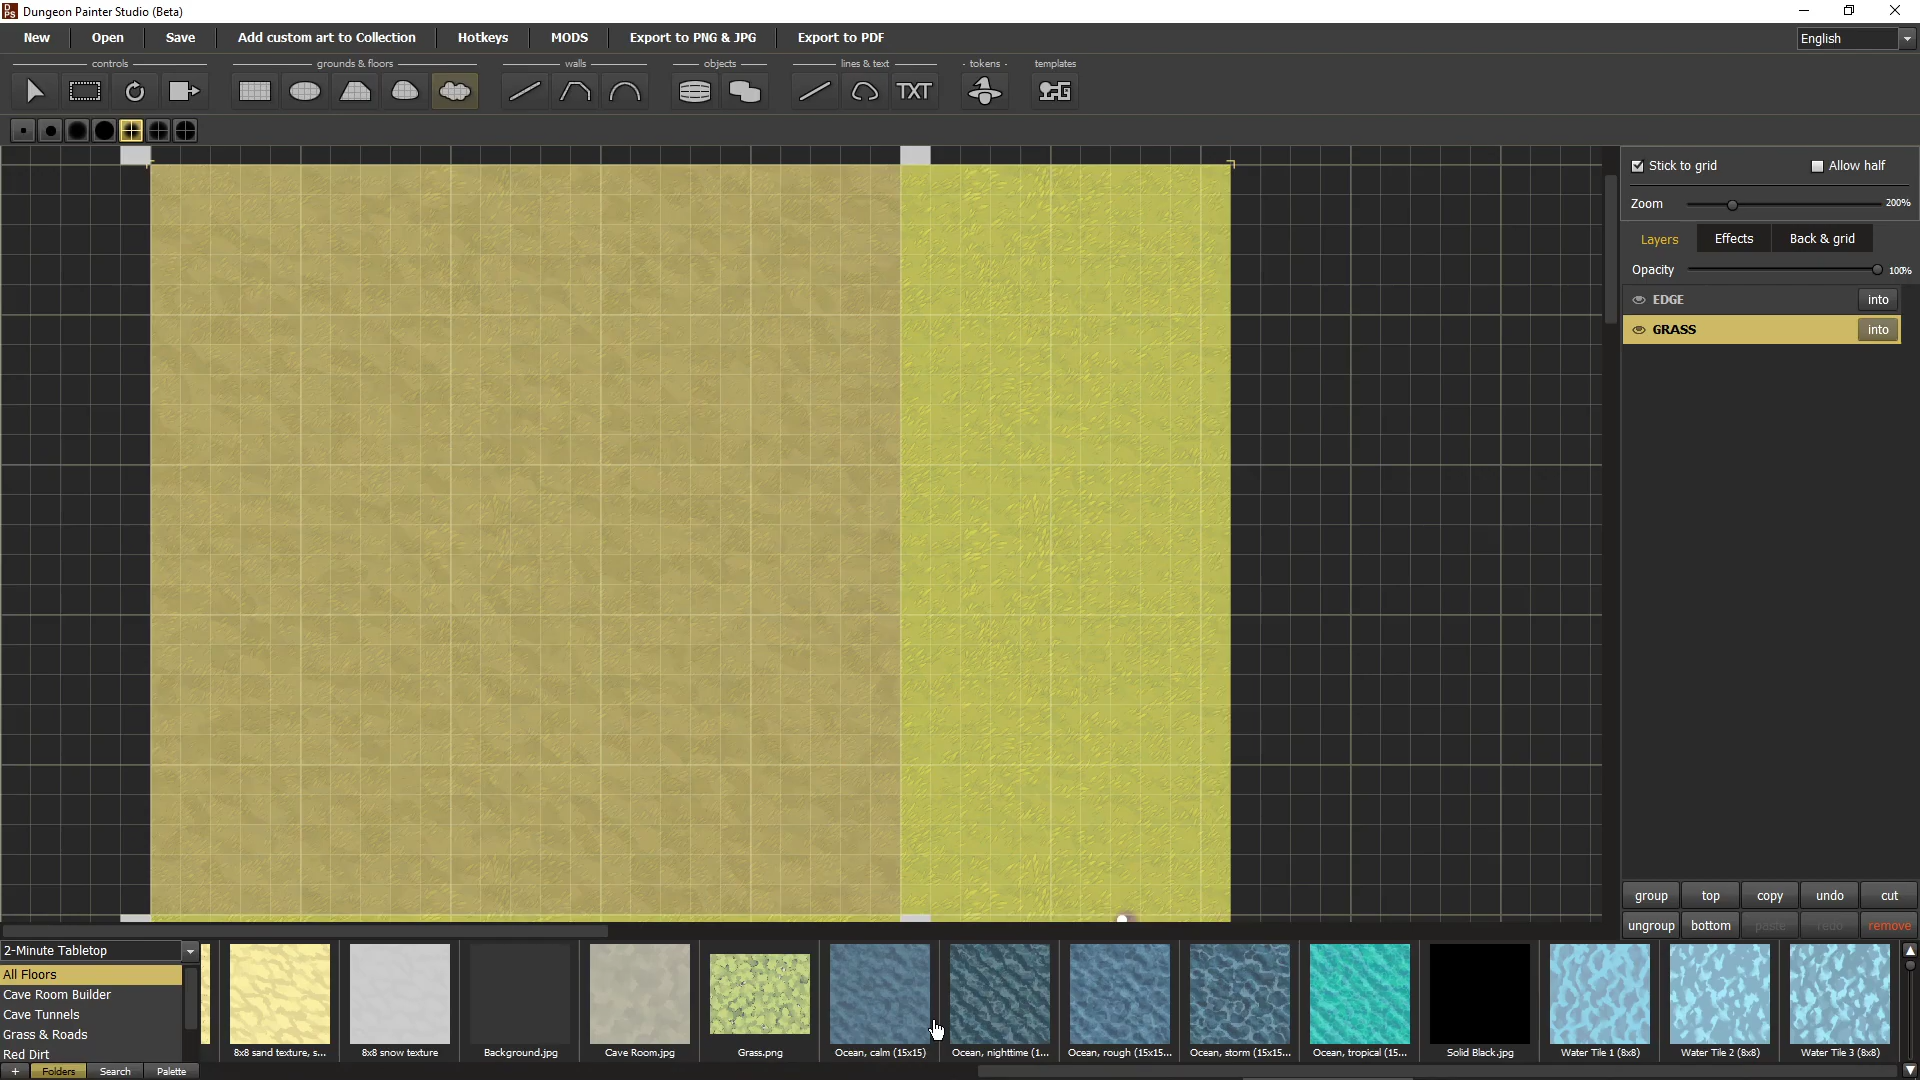 Dungeon Painter Studio (Beta)
New Open Save Add custom art to Collection Hotkeys MODS Export to PNG & JPG Export to PDF English
controls grounds & floors walls objects lines & text tokens templates
TXT
Stick to grid Allow half
Zoom 200%
Layers Effects Back & grid
Opacity 100%
EDGE into
GRASS into
group top copy undo cut
ungroup bottom paste redo remove
2-Minute Tabletop
All Floors
Cave Room Builder
Cave Tunnels
Grass & Roads
Red Dirt
8x8 sand texture, s... 8x8 snow texture Background.jpg Cave Room.jpg Grass.png Ocean, calm (15x15) Ocean, nighttime (1... Ocean, rough (15x15... Ocean, storm (15x15... Ocean, tropical (15... Solid Black.jpg Water Tile 1 (8x8) Water Tile 2 (8x8) Water Tile 3 (8x8)
+ Folders Search Palette